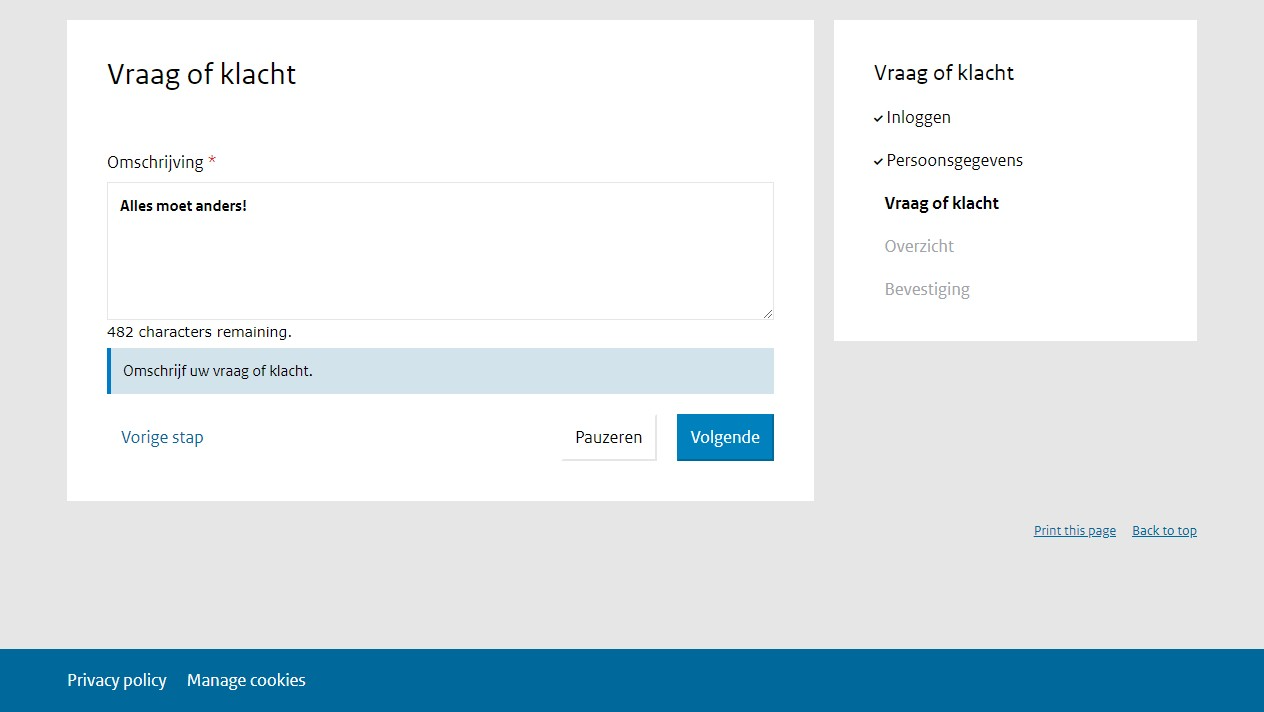 Vraag of klacht
Omschrijving *
Alles moet anders!
482 characters remaining.
Omschrijf uw vraag of klacht.
Vorige stap
Pauzeren
Volgende
Vraag of klacht
Inloggen
Persoonsgegevens
Vraag of klacht
Overzicht
Bevestiging
Print this page
Back to top
Privacy policy
Manage cookies